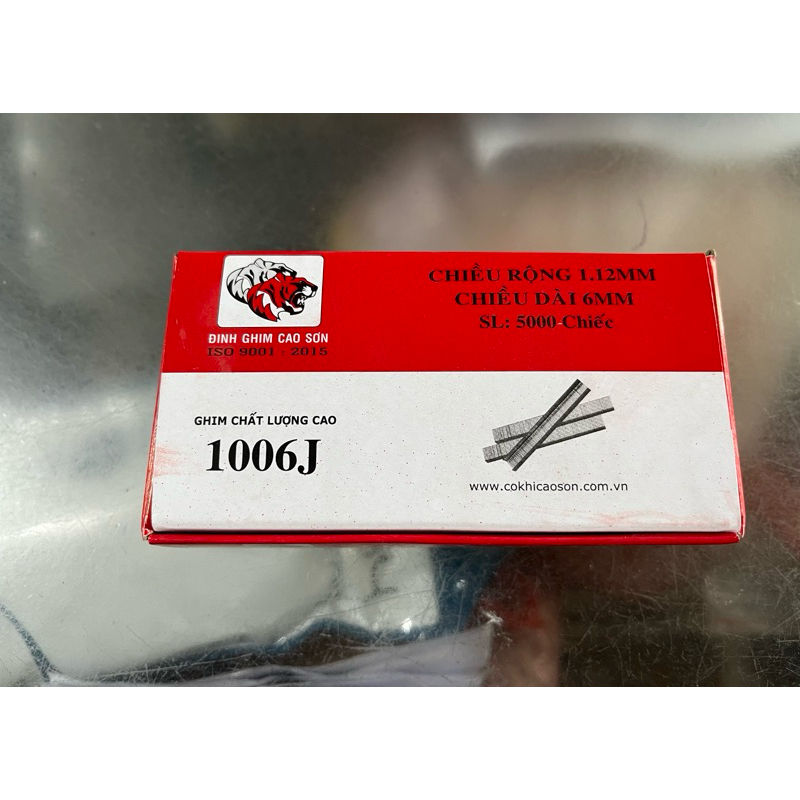 ĐINH GHIM CAO SƠN
ISO 9001 : 2015
CHIỀU RỘNG 1.12MM
CHIỀU DÀI 6MM
SL: 5000 Chiếc
GHIM CHẤT LƯỢNG CAO
1006J
www.cokhicaoson.com.vn